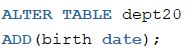 ALTER TABLE dept20
ADD(birth date);